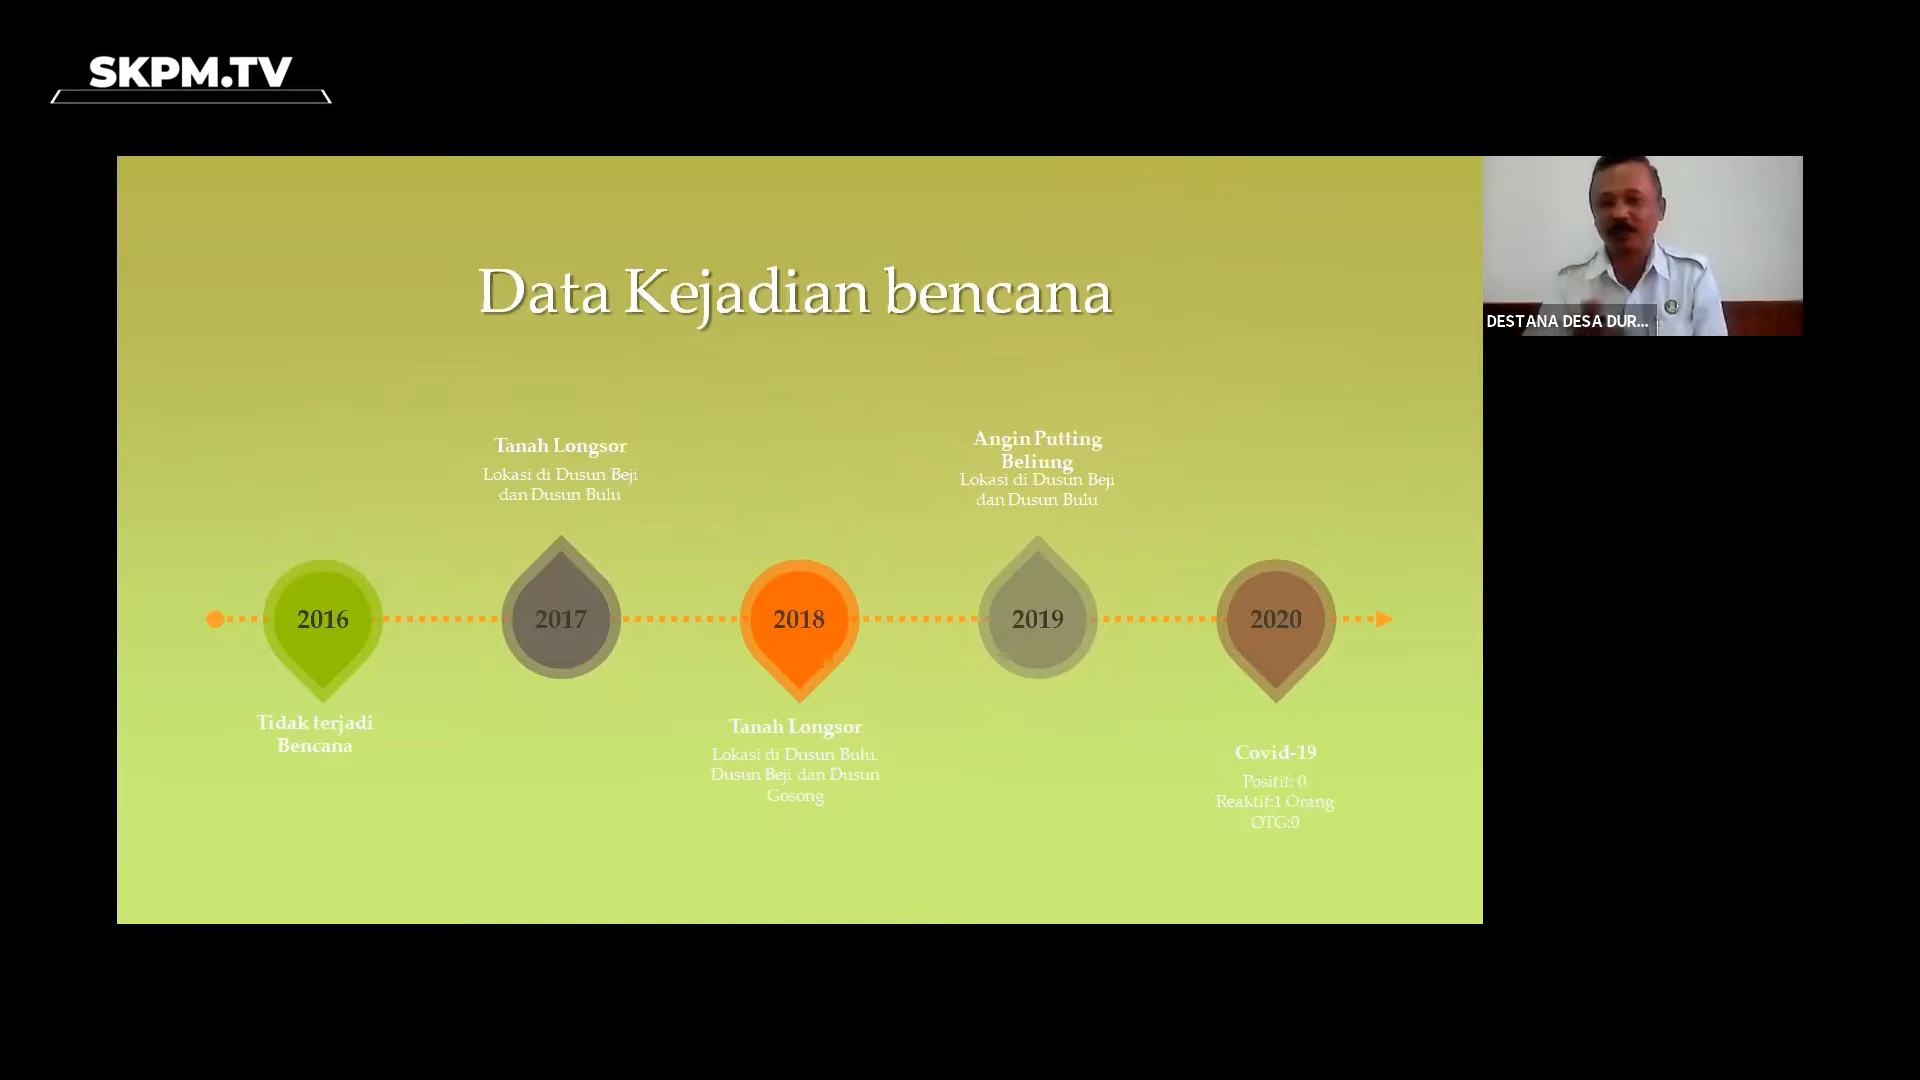 SKPM.TV
Data Kejadian bencana
Tanah Longsor
Lokasi di Dusun Beji
dan Dusun Bulu
Angin Putting
Beliung
Lokasi di Dusun Beji
dan Dusun Bulu
2016
2017
2018
2019
2020
Tidak terjadi
Bencana
Tanah Longsor
Lokasi di Dusun Bulu,
Dusun Beji dan Dusun
Gosong
Covid-19
Positif: 0
Reaktif:1 Orang
OTG:0
DESTANA DESA DUR...